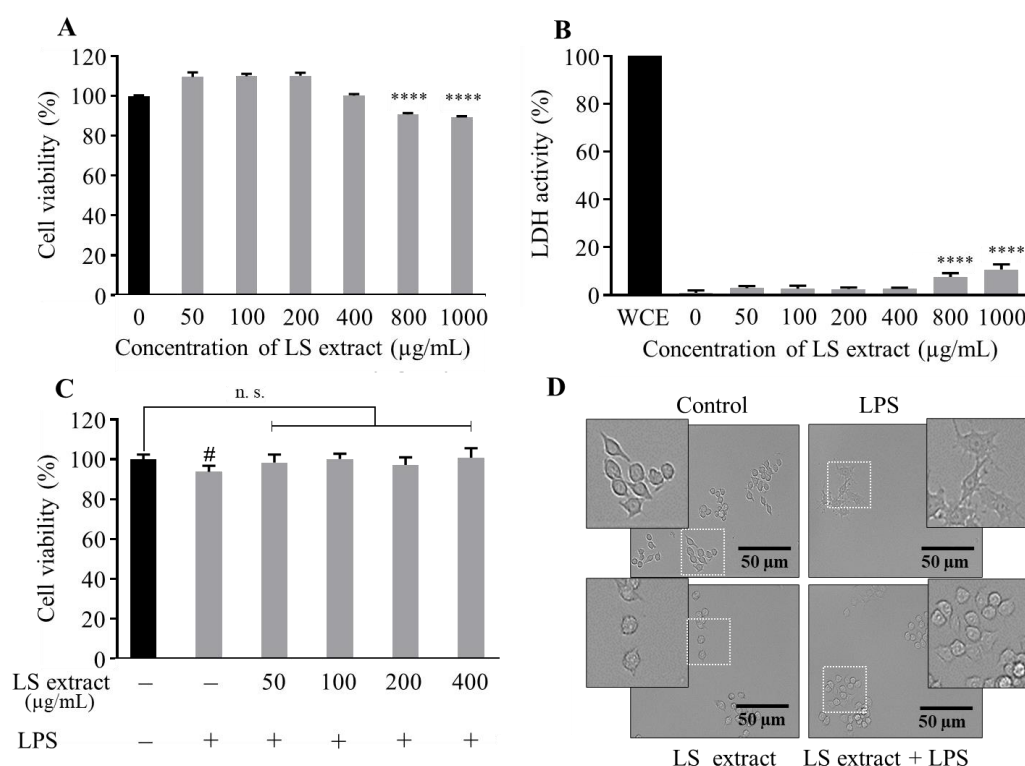 A
120
100
80
60
40
20
0
Cell viability (%)
**** ****
0 50 100 200 400 800 1000
Concentration of LS extract (µg/mL)
B
100
80
60
40
20
0
LDH activity (%)
**** ****
WCE 0 50 100 200 400 800 1000
Concentration of LS extract (µg/mL)
C
n. s.
120
100
80
60
40
20
0
Cell viability (%)
#
LS extract – – 50 100 200 400
(µg/mL)
LPS – + + + + +
D
Control LPS
50 µm 50 µm
50 µm 50 µm
LS extract LS extract + LPS